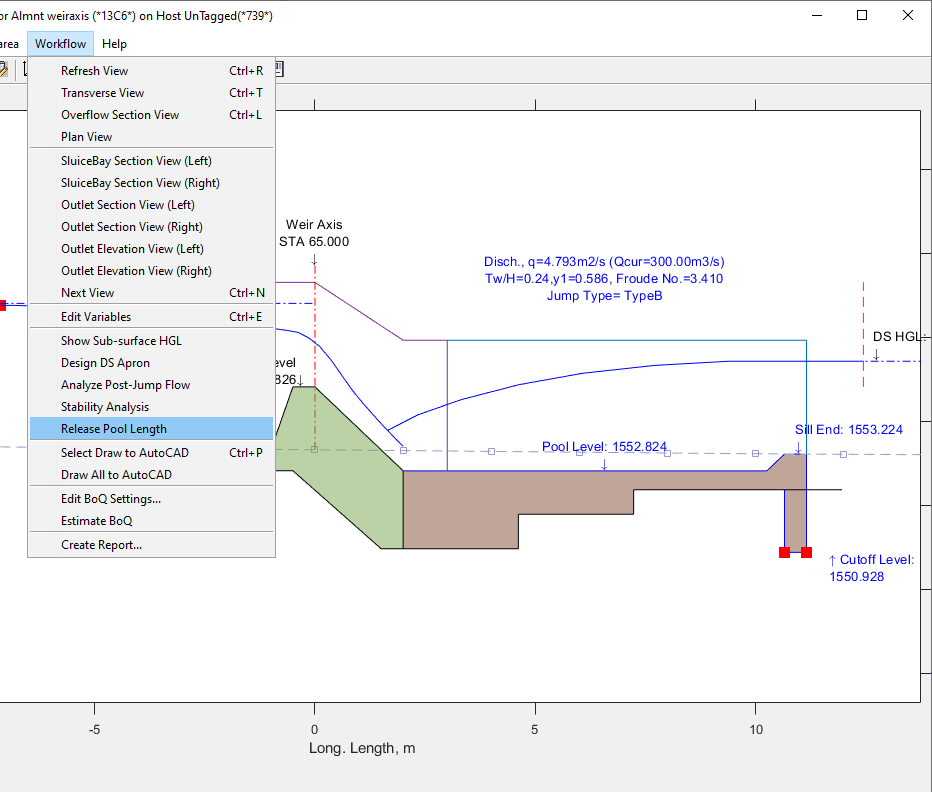 or Almnt weiraxis (*13C6*) on Host UnTagged(*739*)
area Workflow Help
Refresh View Ctrl+R
Transverse View Ctrl+T
Overflow Section View Ctrl+L
Plan View
SluiceBay Section View (Left)
SluiceBay Section View (Right)
Outlet Section View (Left)
Outlet Section View (Right)
Outlet Elevation View (Left)
Outlet Elevation View (Right)
Next View Ctrl+N
Edit Variables Ctrl+E
Show Sub-surface HGL
Design DS Apron
Analyze Post-Jump Flow
Stability Analysis
Release Pool Length
Select Draw to AutoCAD Ctrl+P
Draw All to AutoCAD
Edit BoQ Settings...
Estimate BoQ
Create Report...
Weir Axis
STA 65.000
Disch., q=4.793m2/s (Qcur=300.00m3/s)
Tw/H=0.24,y1=0.586, Froude No.=3.410
Jump Type= TypeB
DS HGL:
evel
826
Sill End: 1553.224
Pool Level: 1552.824
↑ Cutoff Level:
1550.928
-5 0 5 10
Long. Length, m